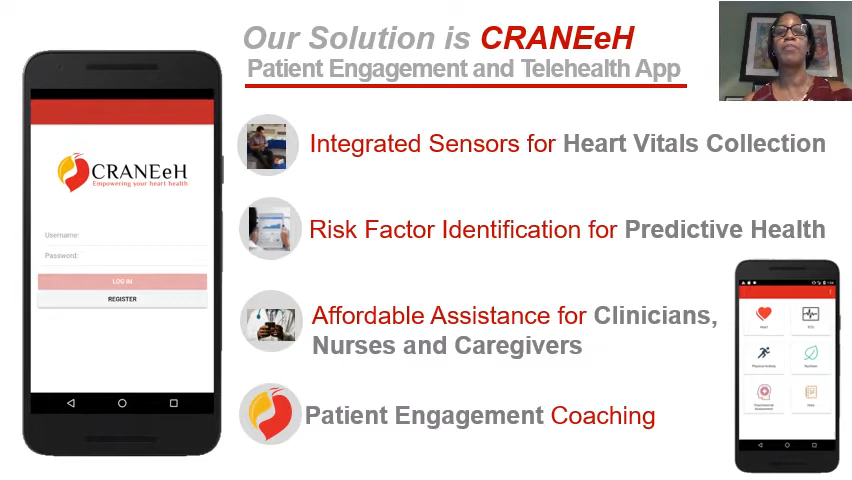 Our Solution is CRANEeH
Patient Engagement and Telehealth App
CRANEeH
Empowering your heart health
Username:
Password:
LOG IN
REGISTER
Integrated Sensors for Heart Vitals Collection
Risk Factor Identification for Predictive Health
Affordable Assistance for Clinicians,
Nurses and Caregivers
Patient Engagement Coaching
Heart
ECG
Physical Activity
Nutrition